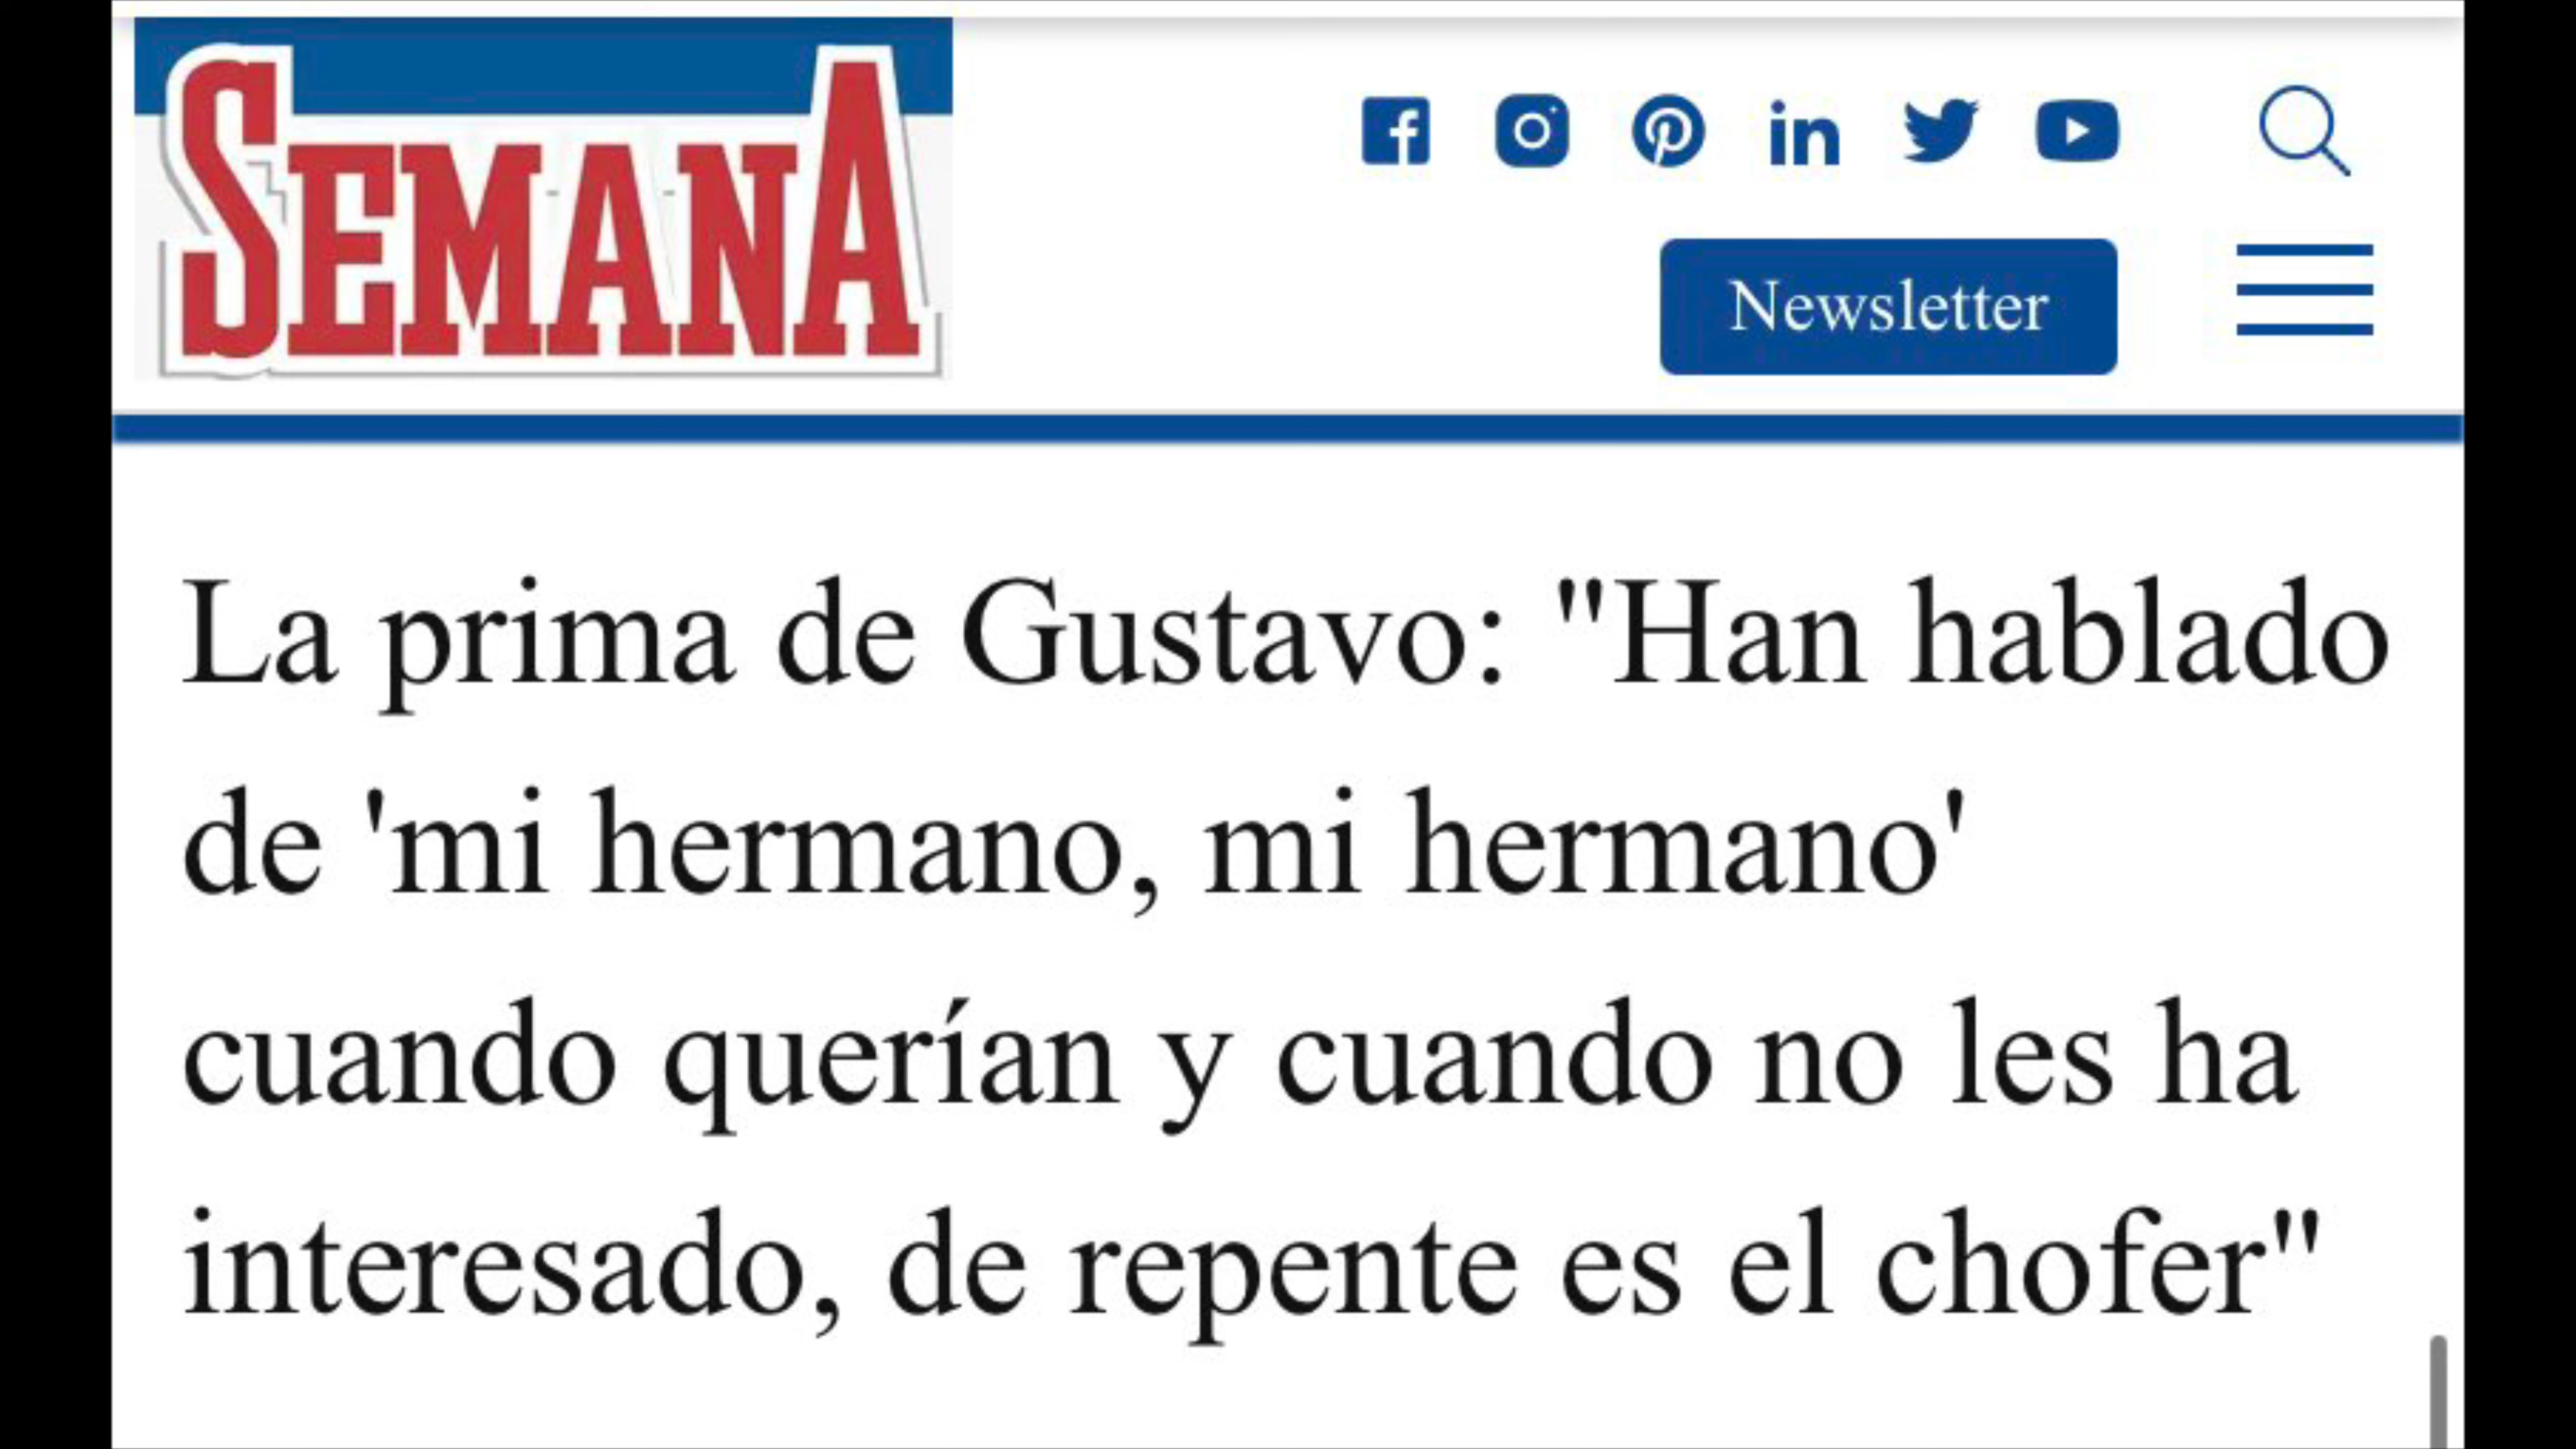 SEMANA
Newsletter
La prima de Gustavo: "Han hablado
de 'mi hermano, mi hermano'
cuando querían y cuando no les ha
interesado, de repente es el chofer"